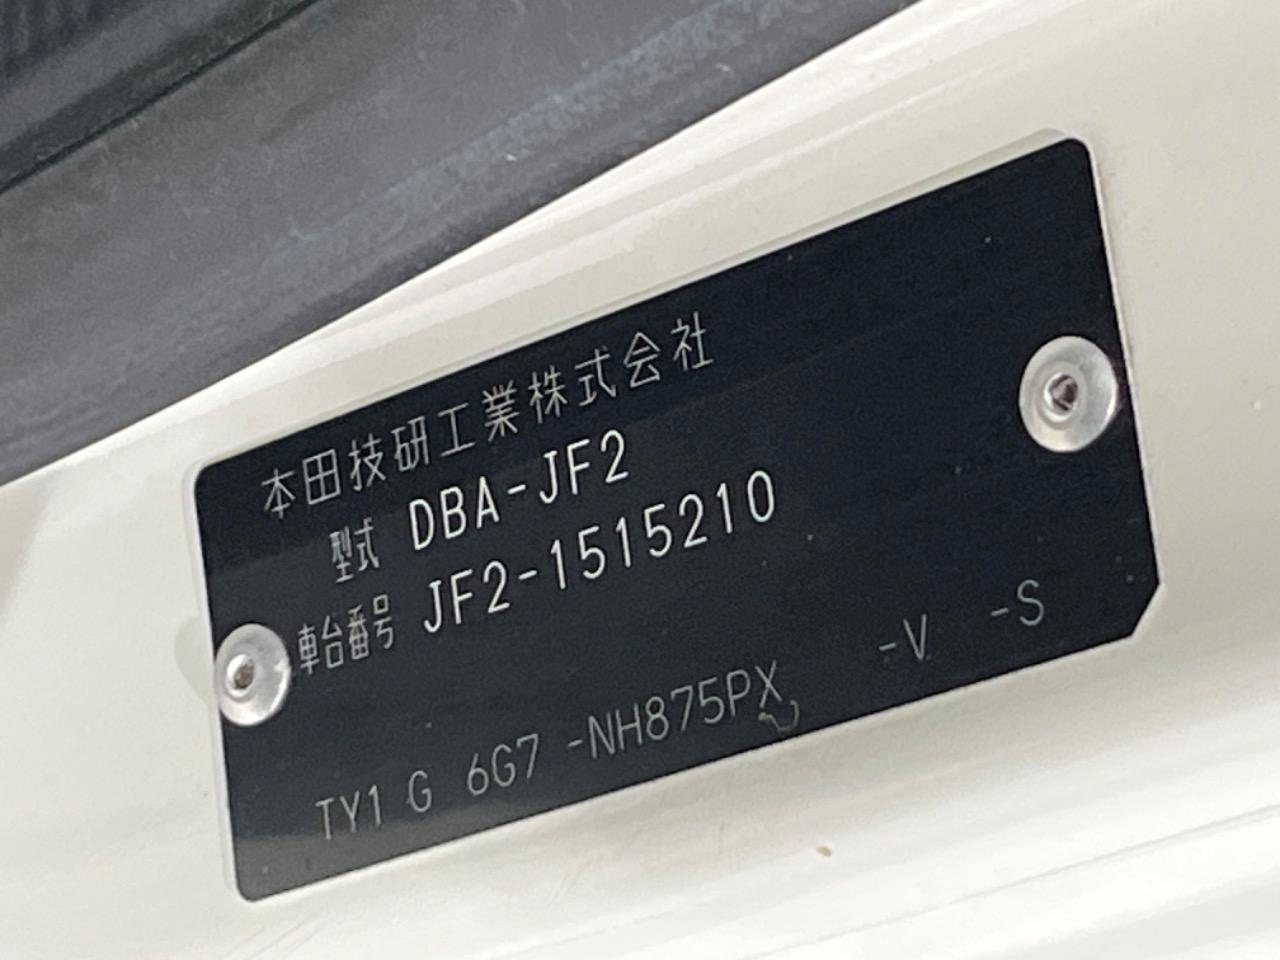 本田技研工業株式会社
型式 DBA-JF2
車台番号 JF2-1515210
TY1 G 6G7 -NH875PX -V -S